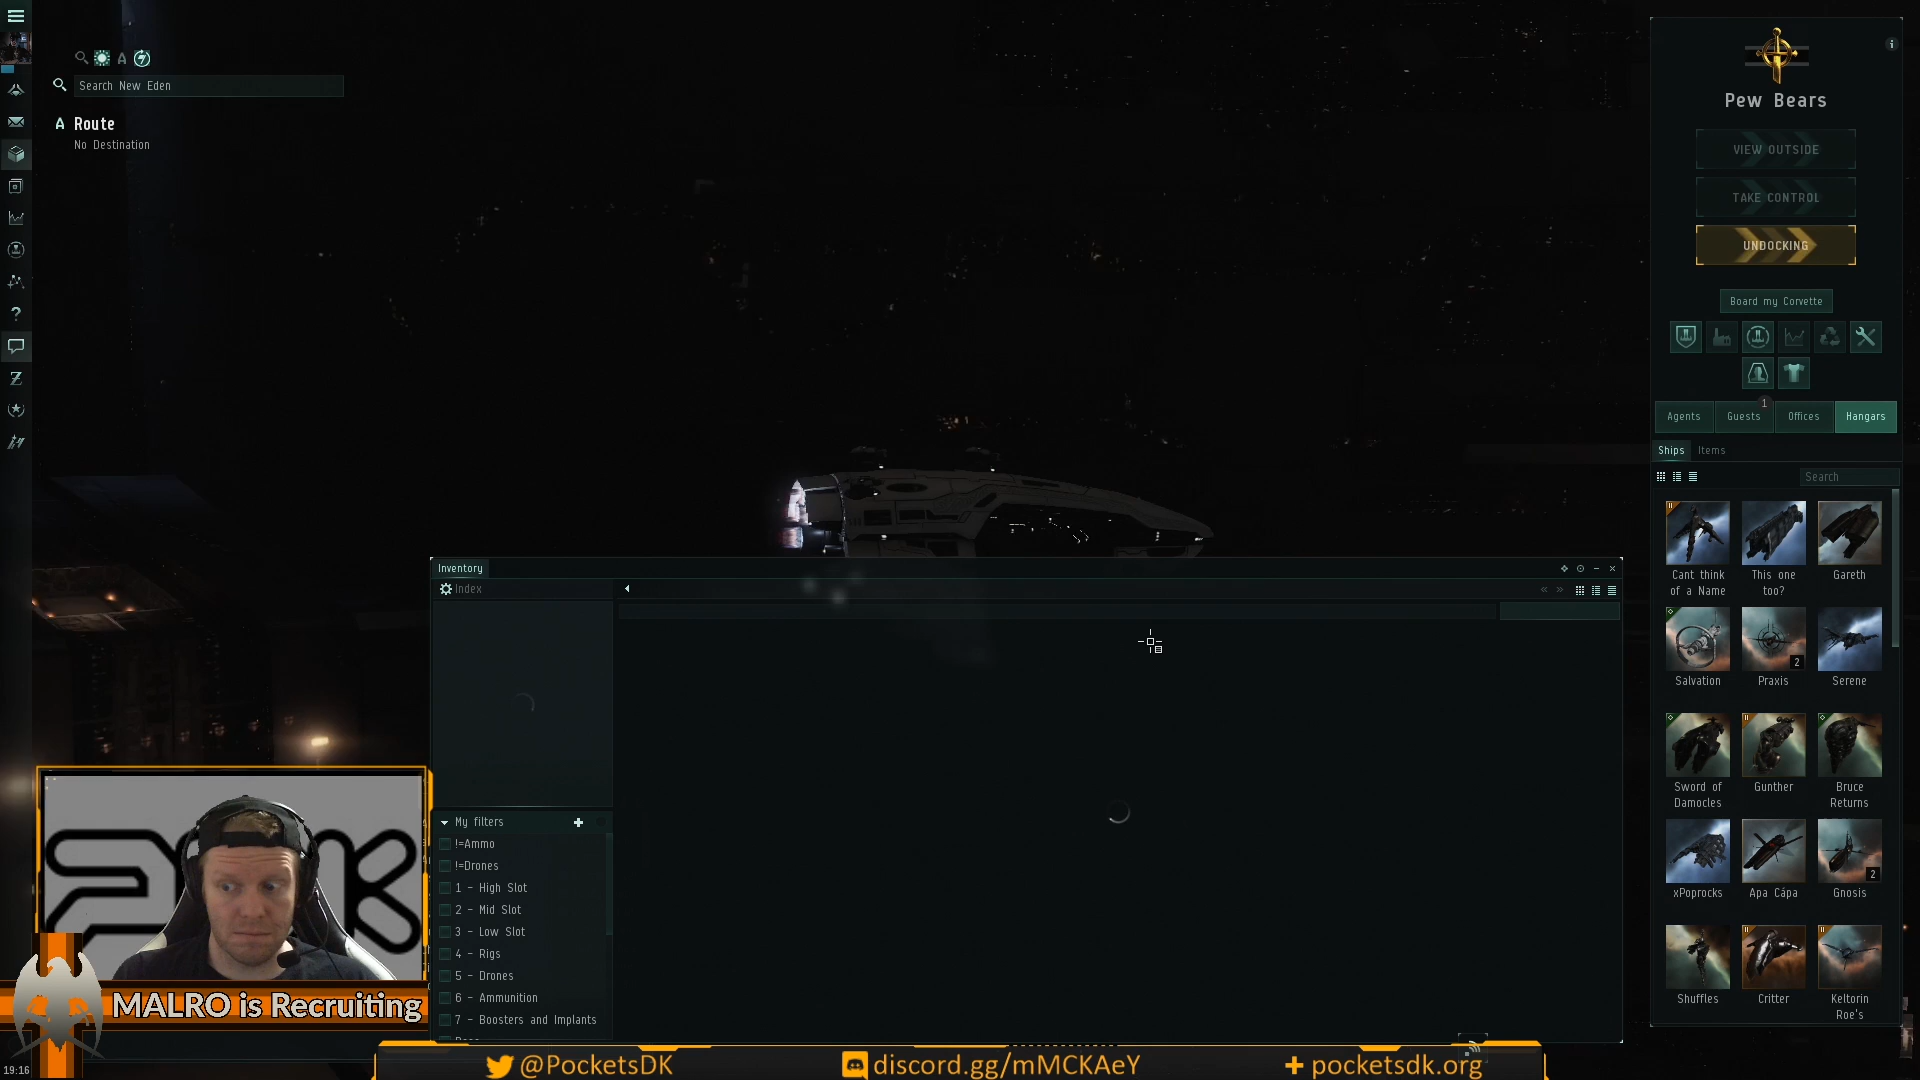 Search New Eden
A Route
No Destination
19:16
Pew Bears
VIEW OUTSIDE
TAKE CONTROL
UNDOCKING
Board my Corvette
Agents
Guests
1
Offices
Hangars
Ships
Items
Search
Cant think
of a Name
This one
too?
Gareth
Salvation
Praxis
2
Serene
Sword of
Damocles
Gunther
Bruce
Returns
xPoprocks
Apa Cápa
Gnosis
2
Shuffles
Critter
Keltorin
Roe's
Inventory
Index
My filters
!=Ammo
!=Drones
1 - High Slot
2 - Mid Slot
3 - Low Slot
4 - Rigs
5 - Drones
6 - Ammunition
7 - Boosters and Implants
MALRO is Recruiting
@PocketsDK
discord.gg/mMCKAeY
pocketsdk.org